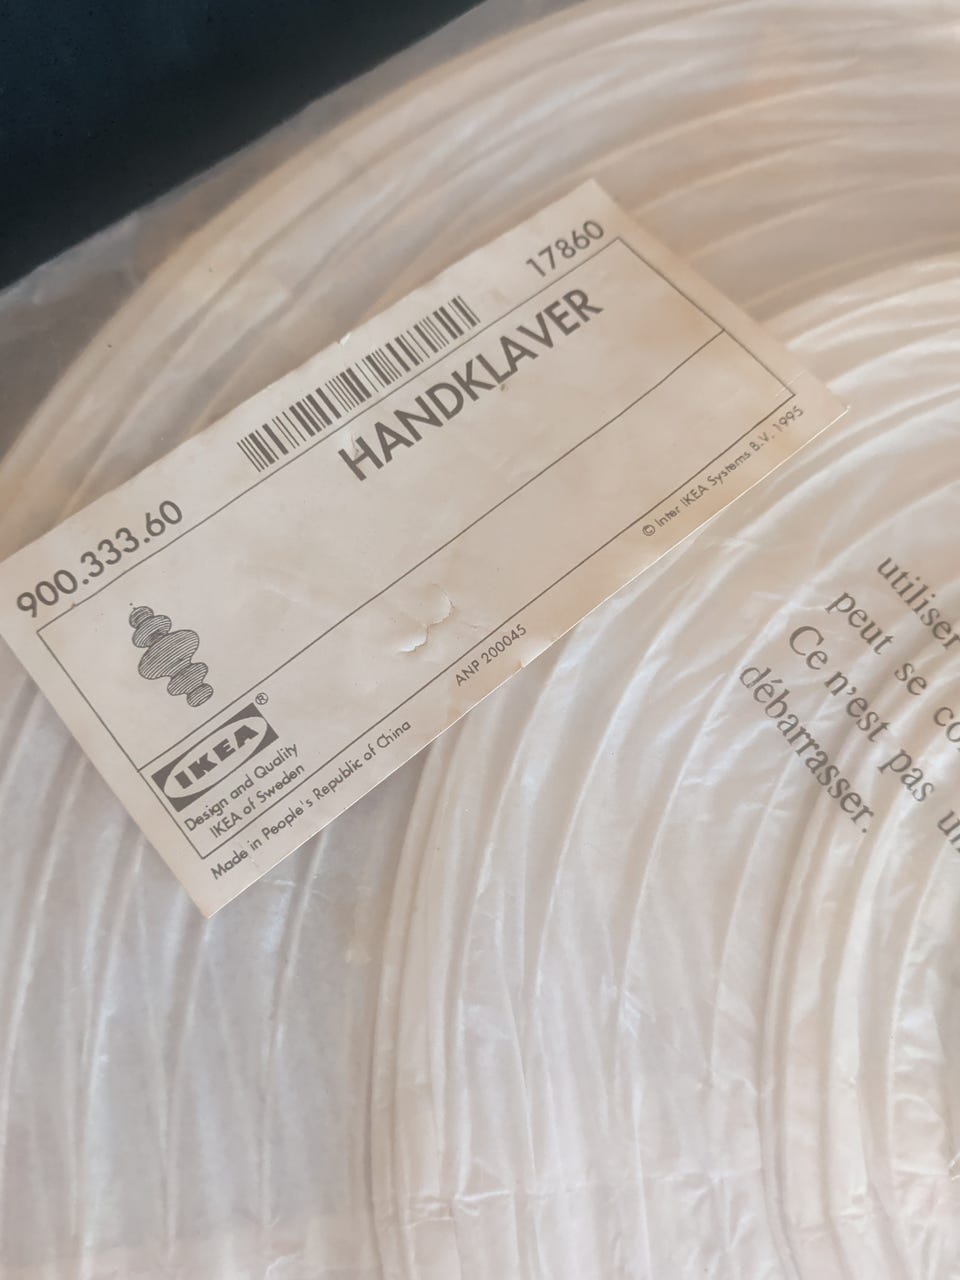 900.333.60
17860
HANDKLAVER
IKEA®
Design and Quality
IKEA of Sweden
Made in People's Republic of China
ANP 200045
© Inter IKEA Systems B.V. 1995
utiliser
peut se
Ce n'est pas
débarrasser.